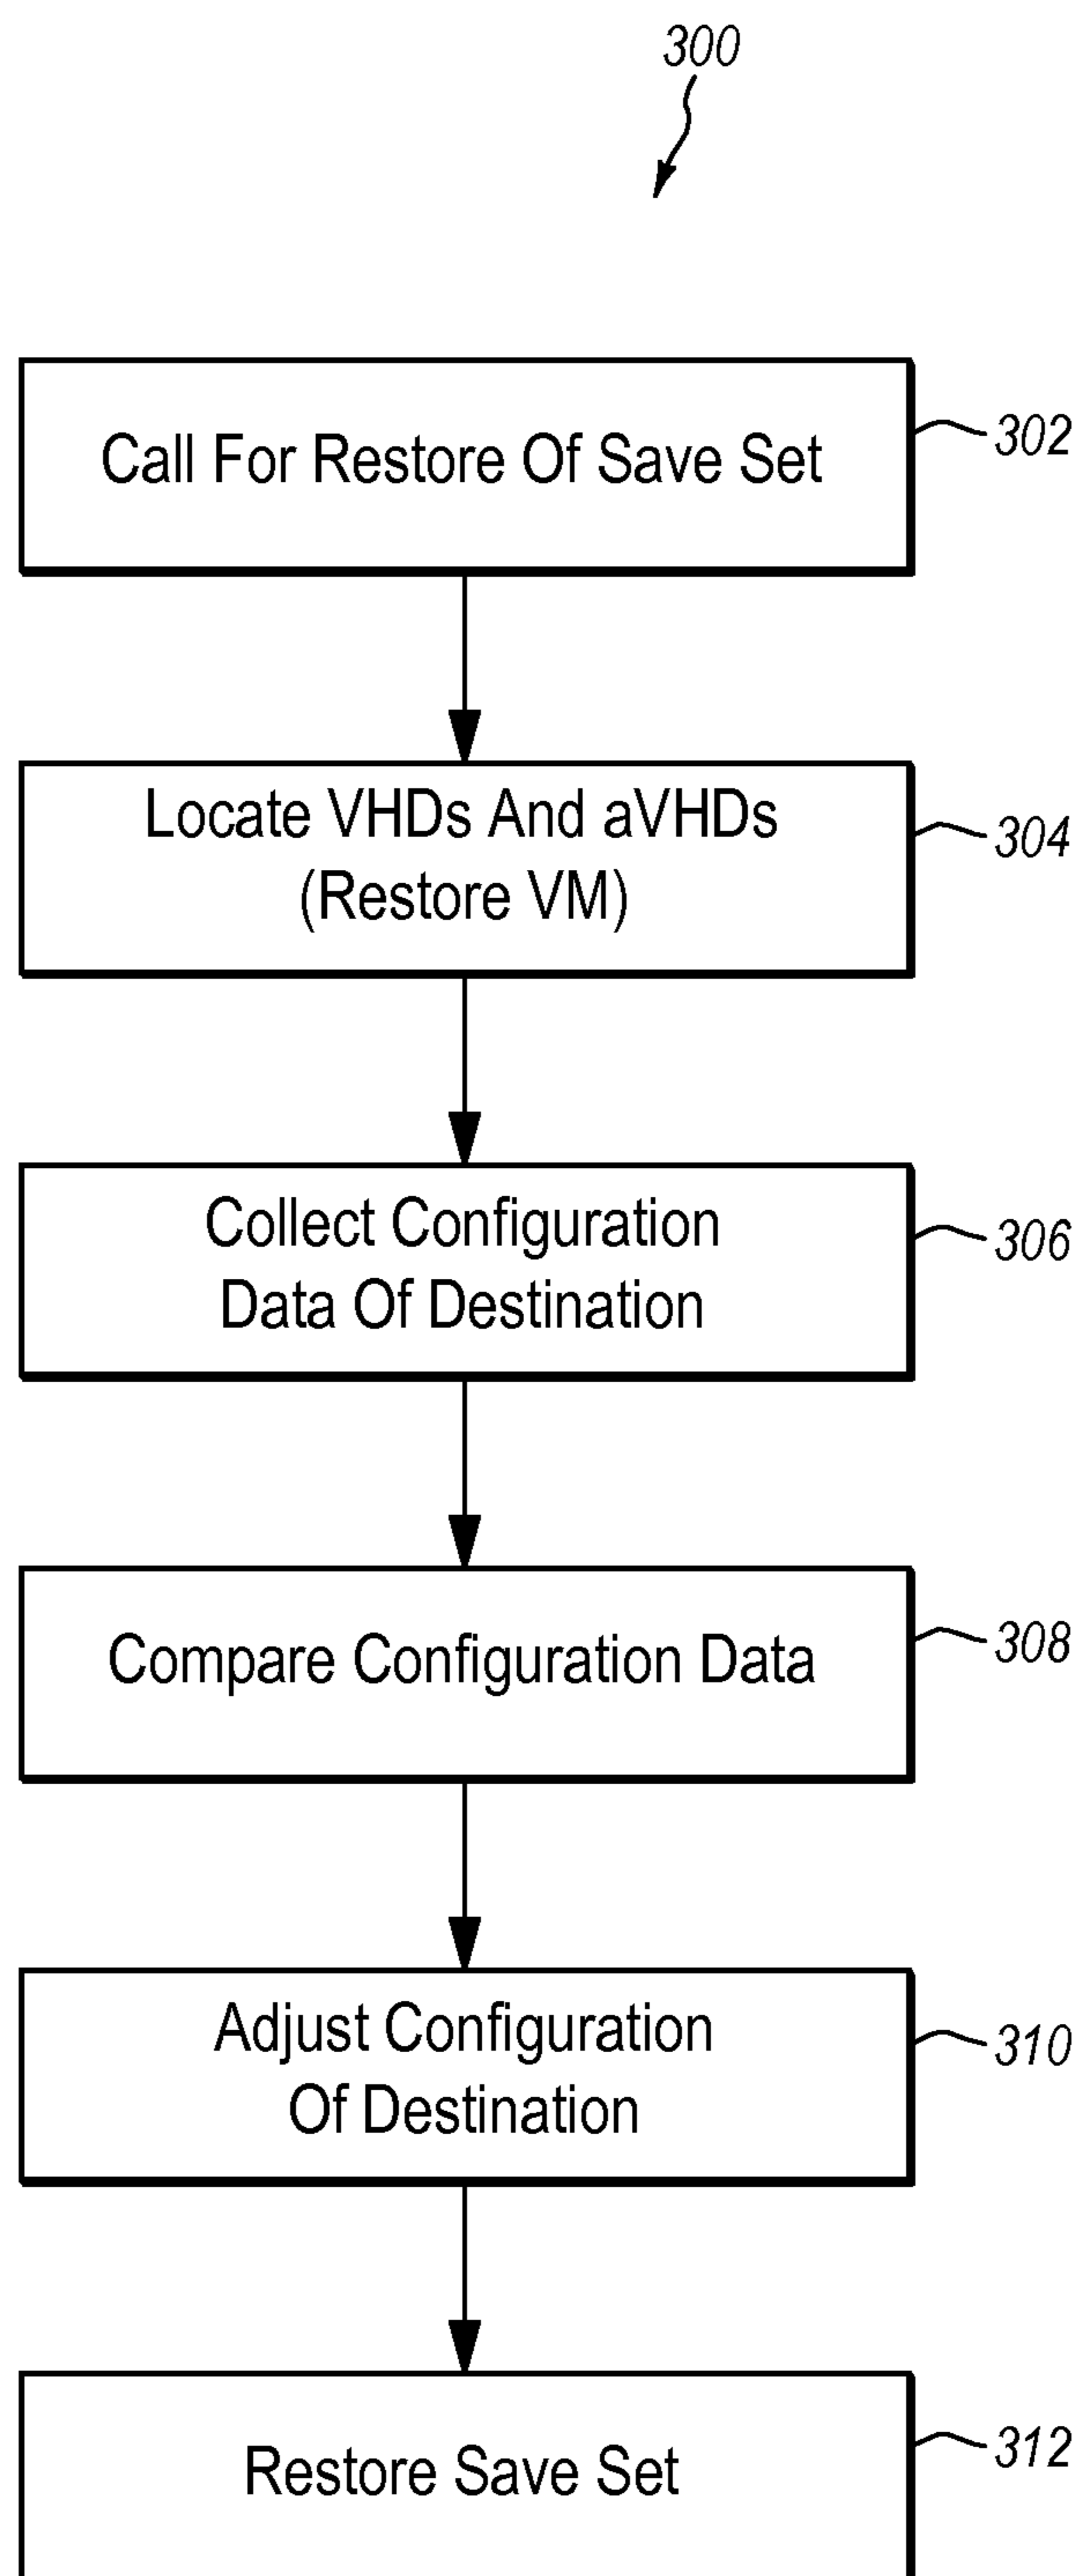 300
Call For Restore Of Save Set
302
Locate VHDs And aVHDs
(Restore VM)
304
Collect Configuration
Data Of Destination
306
Compare Configuration Data
308
Adjust Configuration
Of Destination
310
Restore Save Set
312